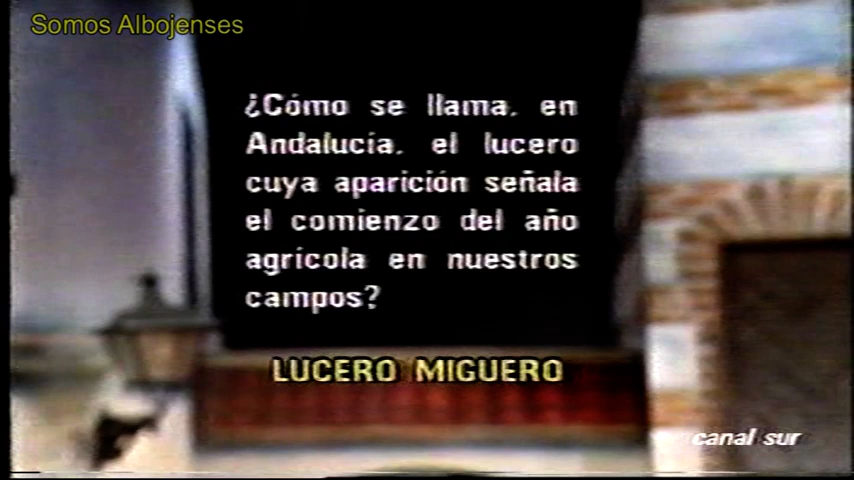 Somos Albojenses
¿Cómo se llama, en
Andalucía, el lucero
cuya aparición señala
el comienzo del año
agrícola en nuestros
campos?
LUCERO MIGUERO
canal sur